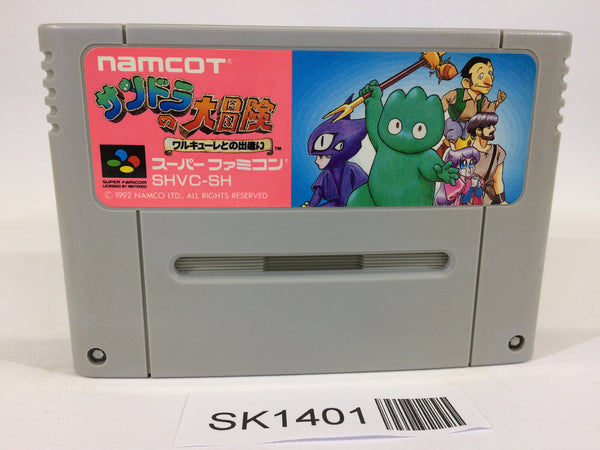 namcoT
サンドラの大冒険
ワルキューレとの出逢い™
スーパーファミコン®
SHVC-SH
SUPER FAMICOM
LICENSED BY NINTENDO
© 1992 NAMCO LTD., ALL RIGHTS RESERVED
SK1401